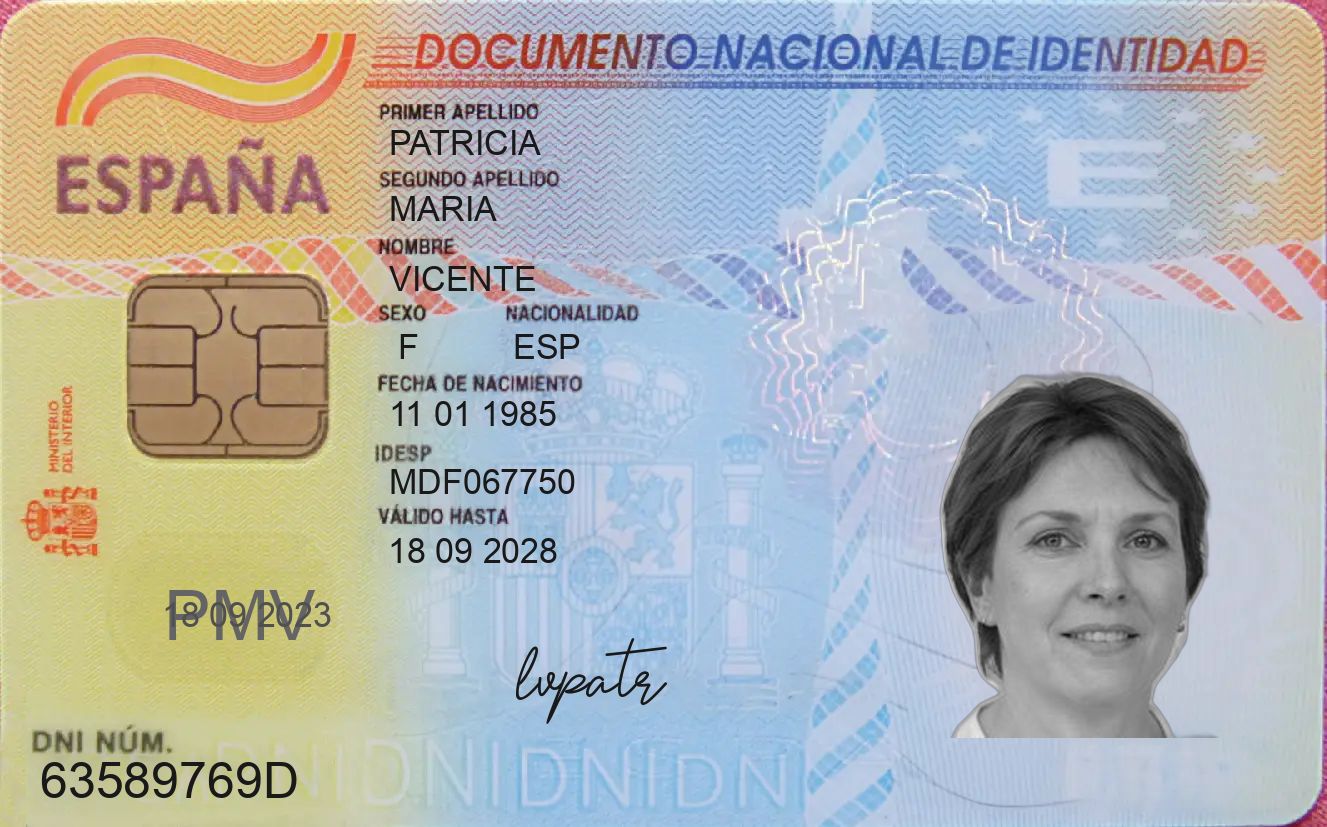 DOCUMENTO NACIONAL DE IDENTIDAD
ESPAÑA
PRIMER APELLIDO
PATRICIA
SEGUNDO APELLIDO
MARIA
NOMBRE
VICENTE
SEXO NACIONALIDAD
F ESP
FECHA DE NACIMIENTO
11 01 1985
IDESP
MDF067750
VÁLIDO HASTA
18 09 2028
MINISTERIO
DEL INTERIOR
E
PMV
18 09 2023
lvpatr
DNI NÚM.
63589769D
DNIDNIDNIDNI